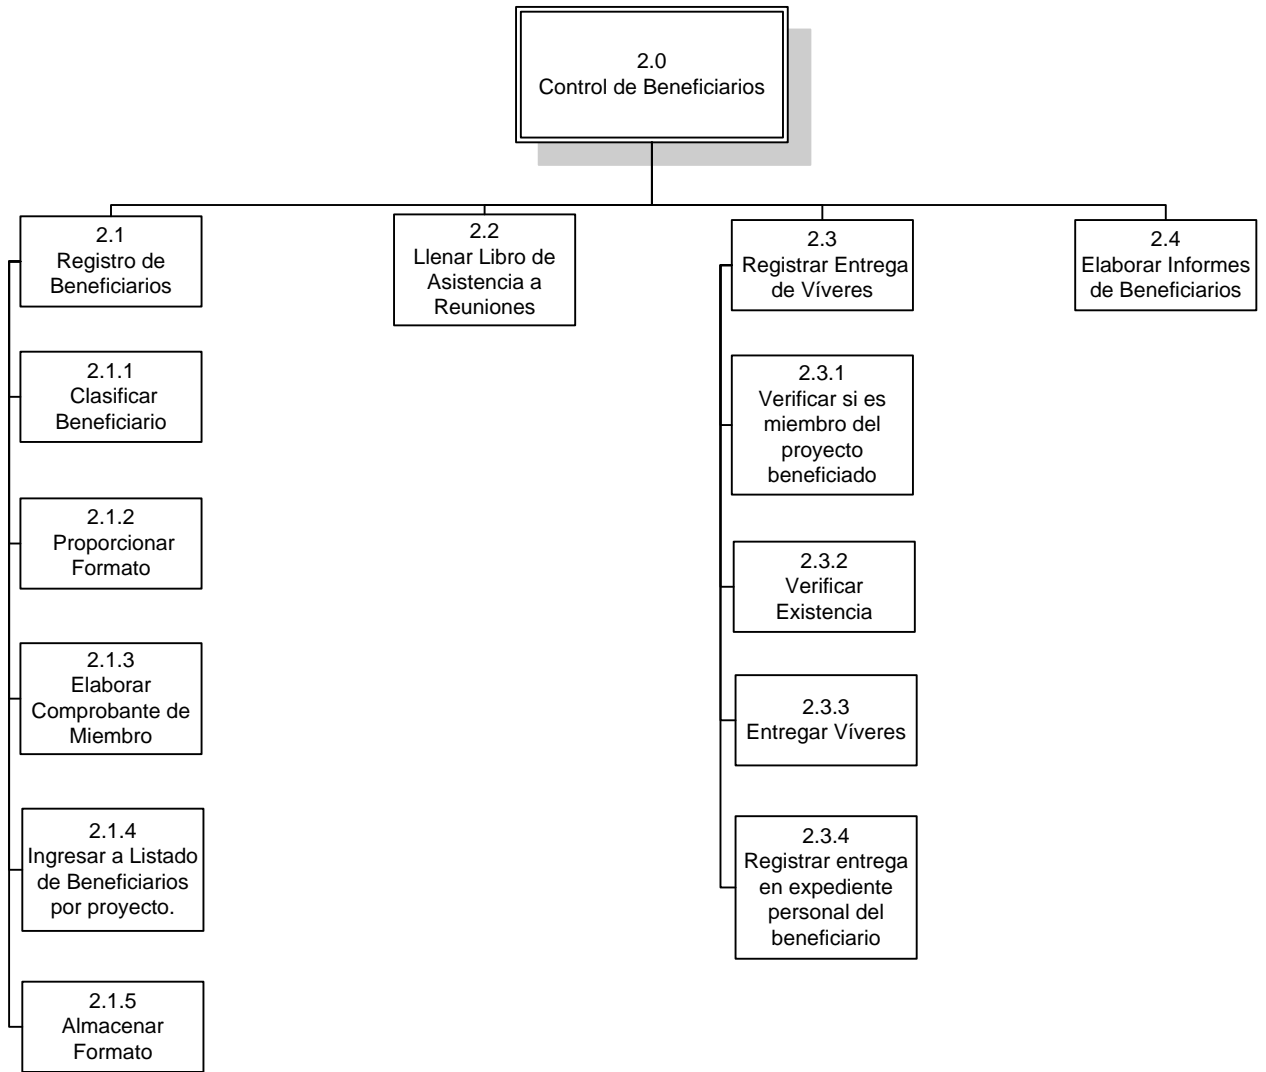 2.0
Control de Beneficiarios
2.1
Registro de
Beneficiarios
2.2
Llenar Libro de
Asistencia a
Reuniones
2.3
Registrar Entrega
de Víveres
2.4
Elaborar Informes
de Beneficiarios
2.1.1
Clasificar
Beneficiario
2.1.2
Proporcionar
Formato
2.1.3
Elaborar
Comprobante de
Miembro
2.1.4
Ingresar a Listado
de Beneficiarios
por proyecto.
2.1.5
Almacenar
Formato
2.3.1
Verificar si es
miembro del
proyecto
beneficiado
2.3.2
Verificar
Existencia
2.3.3
Entregar Víveres
2.3.4
Registrar entrega
en expediente
personal del
beneficiario